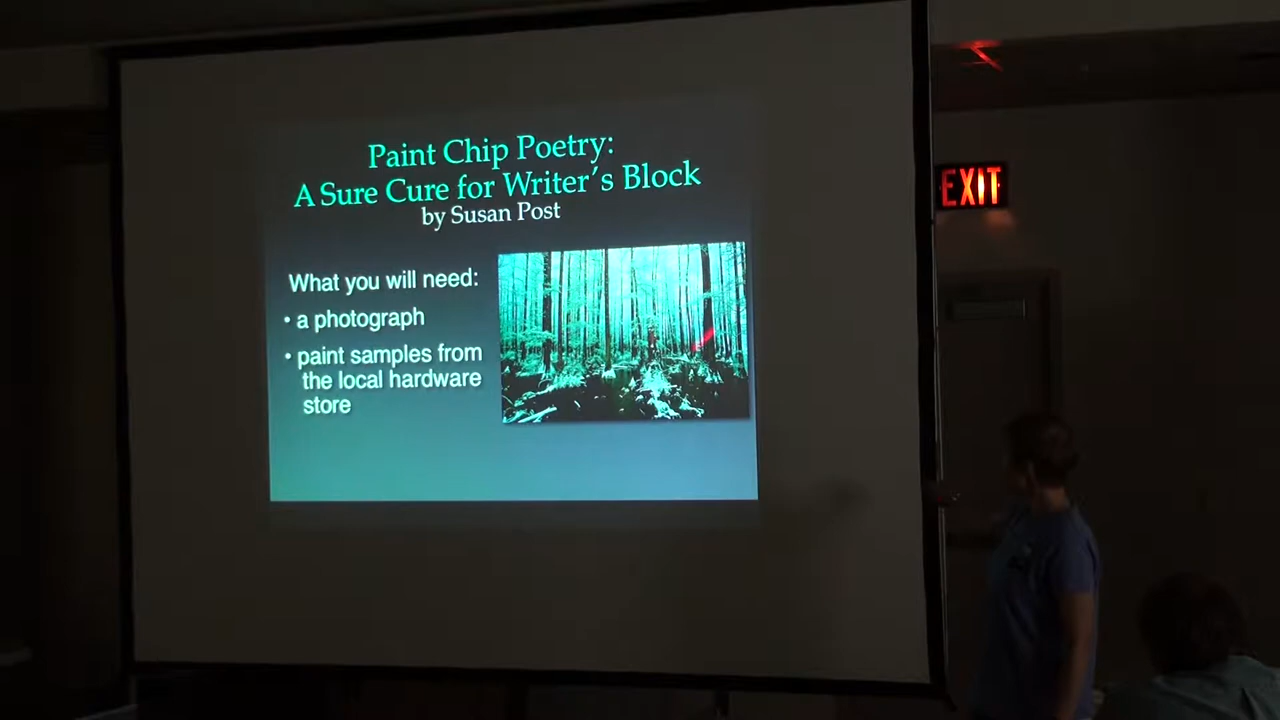 Paint Chip Poetry:
A Sure Cure for Writer's Block
by Susan Post
What you will need:
• a photograph
• paint samples from
the local hardware
store
EXIT